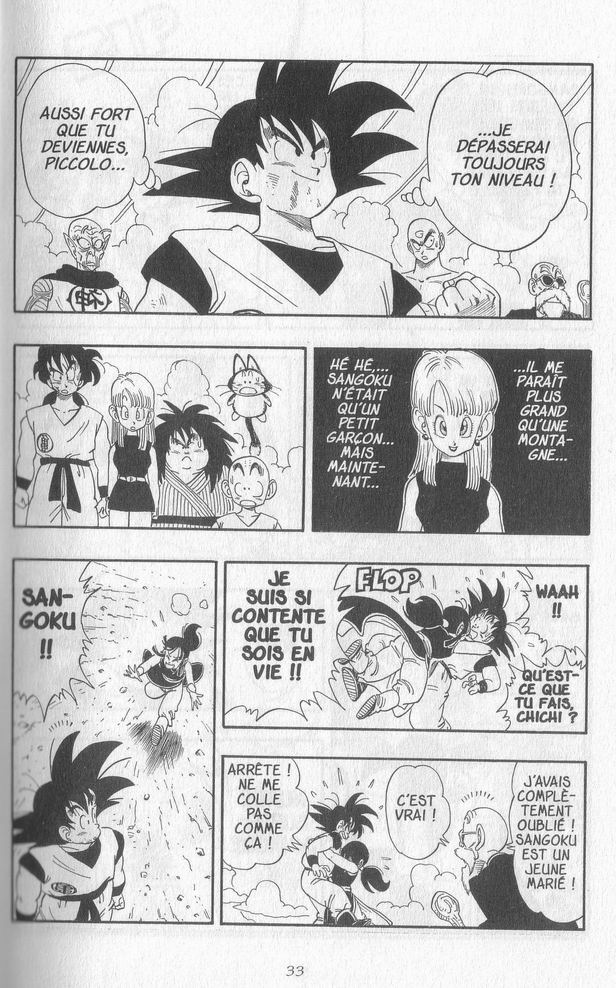 AUSSI FORT
QUE TU
DEVIENNES,
PICCOLO...
...JE
DÉPASSERAI
TOUJOURS
TON NIVEAU !
HÉ HÉ,...
SANGOKU
N'ÉTAIT
QU'UN
PETIT
GARÇON...
MAIS
MAINTE-
NANT...
...IL ME
PARAÎT
PLUS
GRAND
QU'UNE
MONTA-
GNE...
SAN-
GOKU
!!
JE
SUIS SI
CONTENTE
QUE TU
SOIS EN
VIE !!
FLOP
WAAH
!!
QU'EST-
CE QUE
TU FAIS,
CHICHI ?
ARRÊTE !
NE ME
COLLE
PAS
COMME
ÇA !
C'EST
VRAI !
J'AVAIS
COMPLÈ-
TEMENT
OUBLIÉ !
SANGOKU
EST UN
JEUNE
MARIÉ !
33